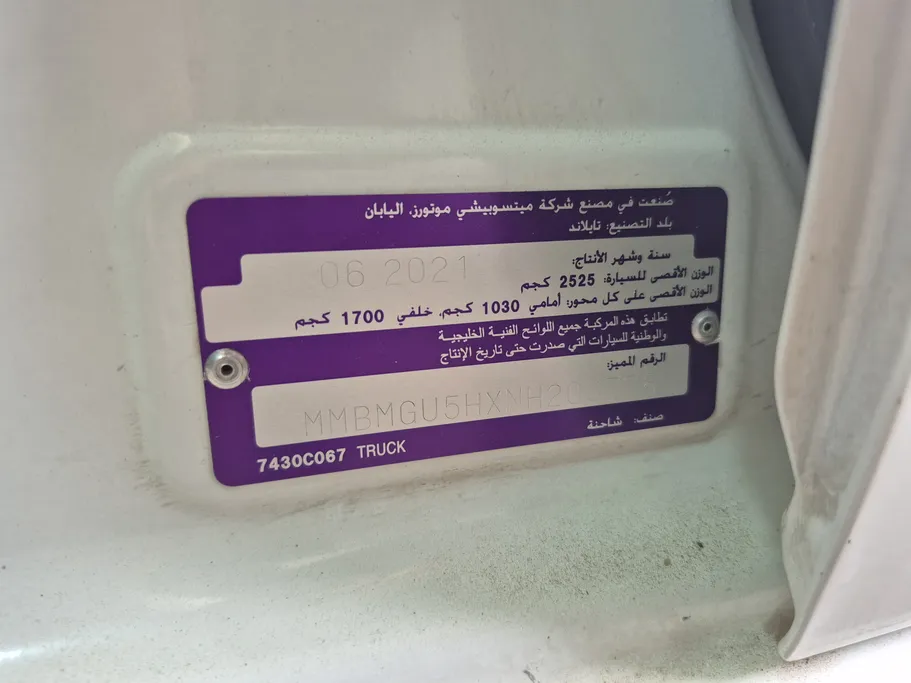 صُنعت في مصنع شركة ميتسوبيشي موتورز، اليابان
بلد التصنيع: تايلاند
سنة وشهر الأنتاج: 06 2021
الوزن الأقصى للسيارة: 2525 كجم
الوزن الأقصى على كل محور: أمامي 1030 كجم، خلفي 1700 كجم
تطابق هذه المركبة جميع اللوائح الفنية الخليجية
والوطنية للسيارات التي صدرت حتى تاريخ الإنتاج
الرقم المميز:
MMBMGU5HXNH20
صنف: شاحنة
7430C067 TRUCK